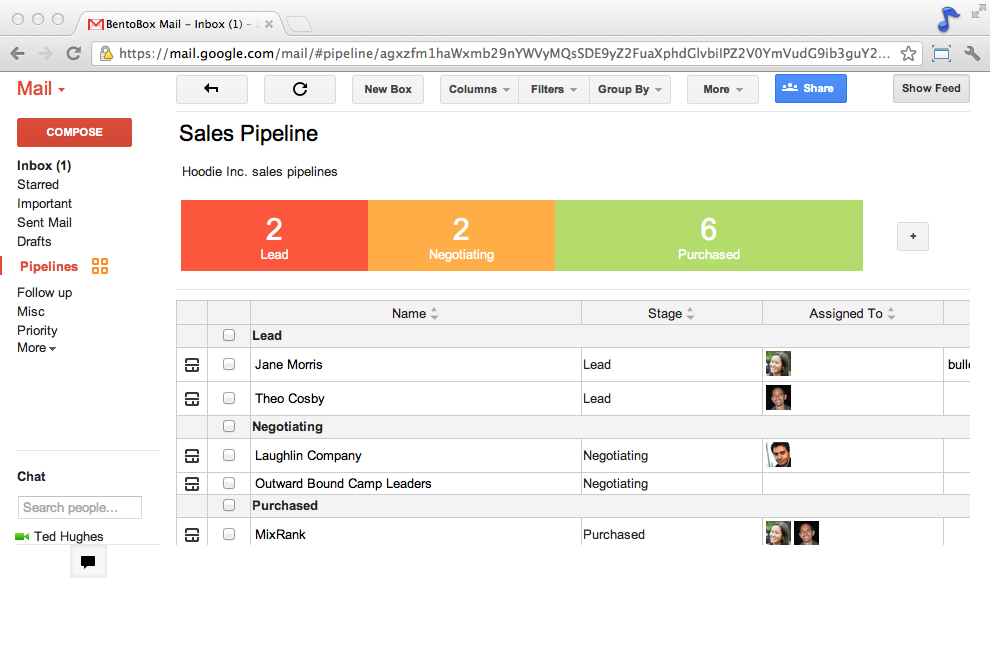 BentoBox Mail – Inbox (1) –
https://mail.google.com/mail/#pipeline/agxzfm1haWxmb29nYWVyMQsSDE9yZ2FuaXphdGlvbiIPZ2V0YmVudG9ib3guY2...
Mail
New Box
Columns
Filters
Group By
More
Share
Show Feed
COMPOSE
Sales Pipeline
Inbox (1)
Starred
Important
Sent Mail
Drafts
Pipelines
Follow up
Misc
Priority
More
Hoodie Inc. sales pipelines
2
Lead
2
Negotiating
6
Purchased
+
Name
Stage
Assigned To
Lead
Jane Morris
Lead
Theo Cosby
Lead
Negotiating
Laughlin Company
Negotiating
Outward Bound Camp Leaders
Negotiating
Purchased
MixRank
Purchased
Chat
Search people...
Ted Hughes